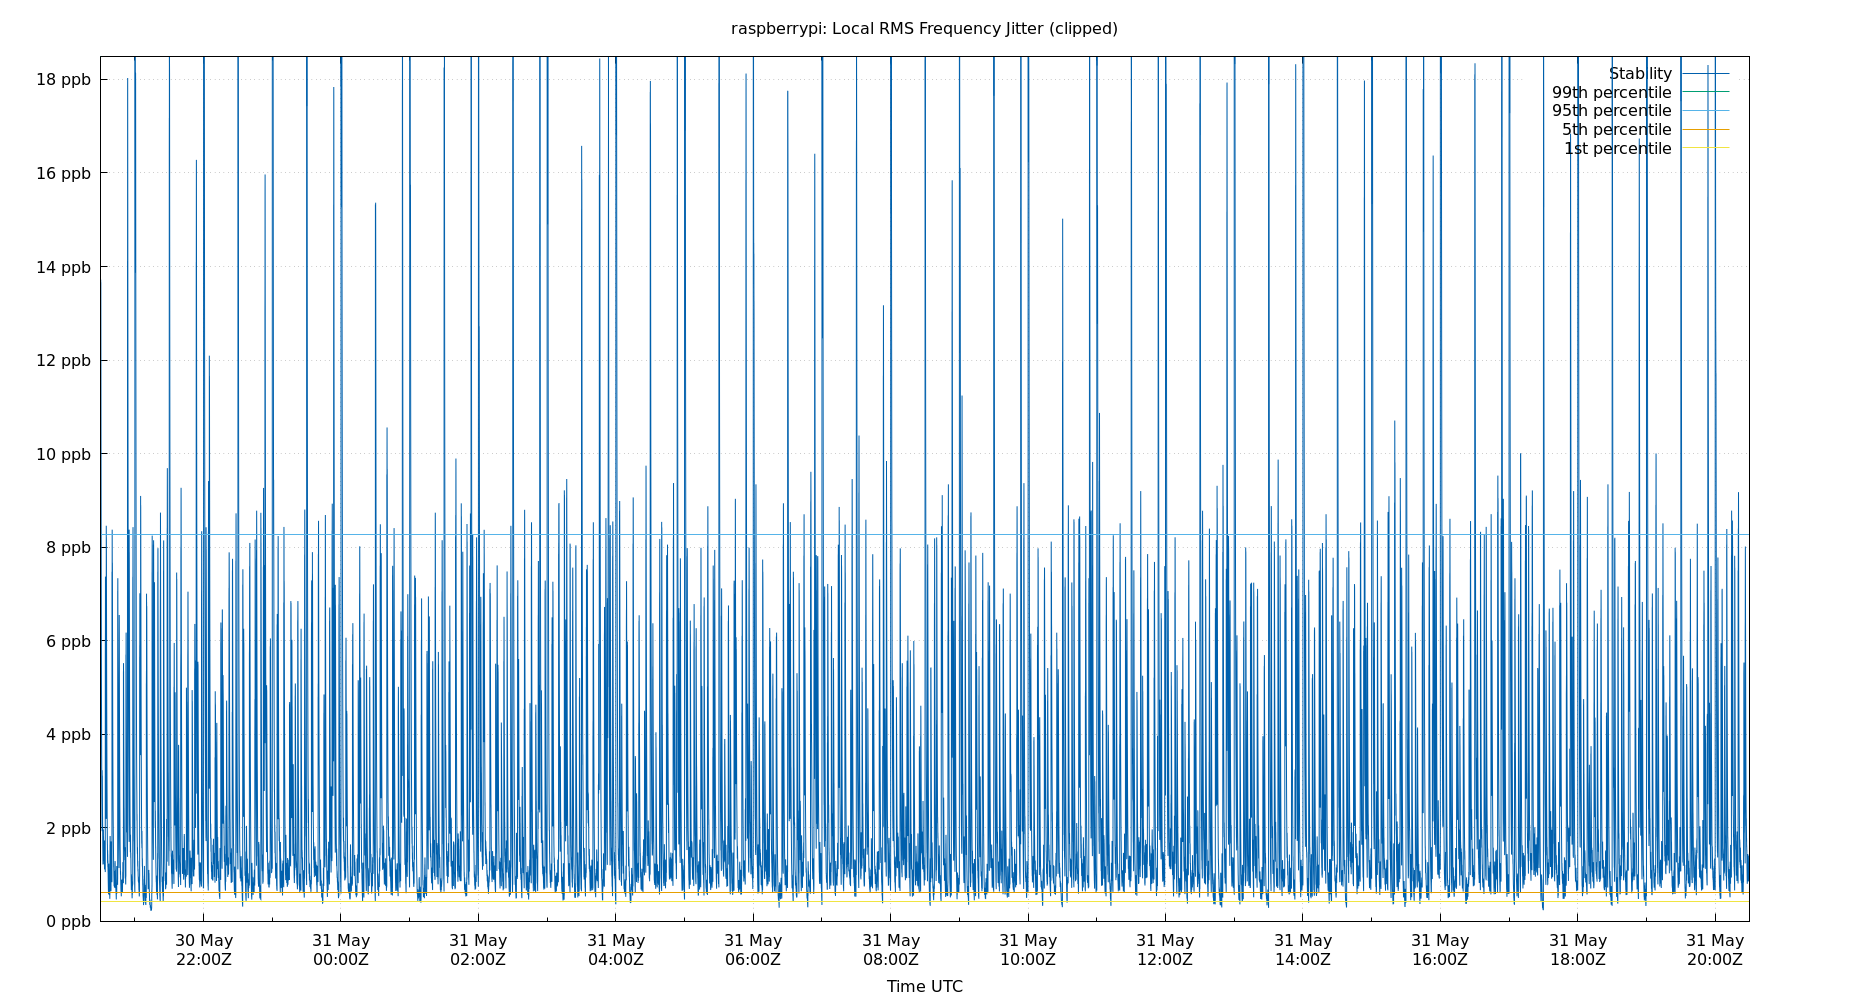 raspberrypi: Local RMS Frequency Jitter (clipped)
18 ppb
16 ppb
14 ppb
12 ppb
10 ppb
8 ppb
6 ppb
4 ppb
2 ppb
0 ppb
Stability
99th percentile
95th percentile
5th percentile
1st percentile
30 May
22:00Z
31 May
00:00Z
31 May
02:00Z
31 May
04:00Z
31 May
06:00Z
31 May
08:00Z
31 May
10:00Z
31 May
12:00Z
31 May
14:00Z
31 May
16:00Z
31 May
18:00Z
31 May
20:00Z
Time UTC